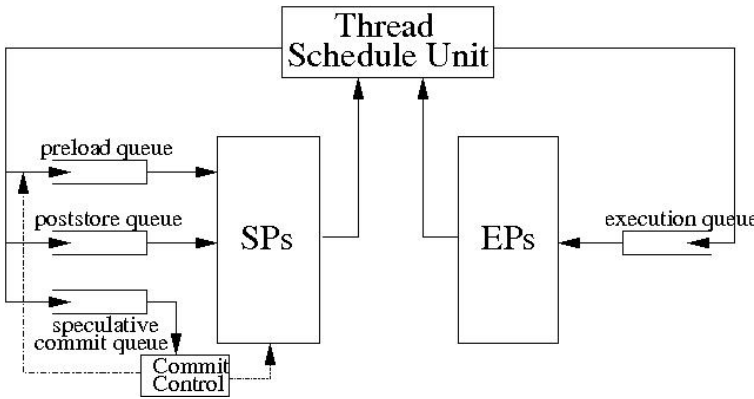 Thread
Schedule Unit
preload queue
poststore queue
SPs
EPs
execution queue
speculative
commit queue
Commit
Control